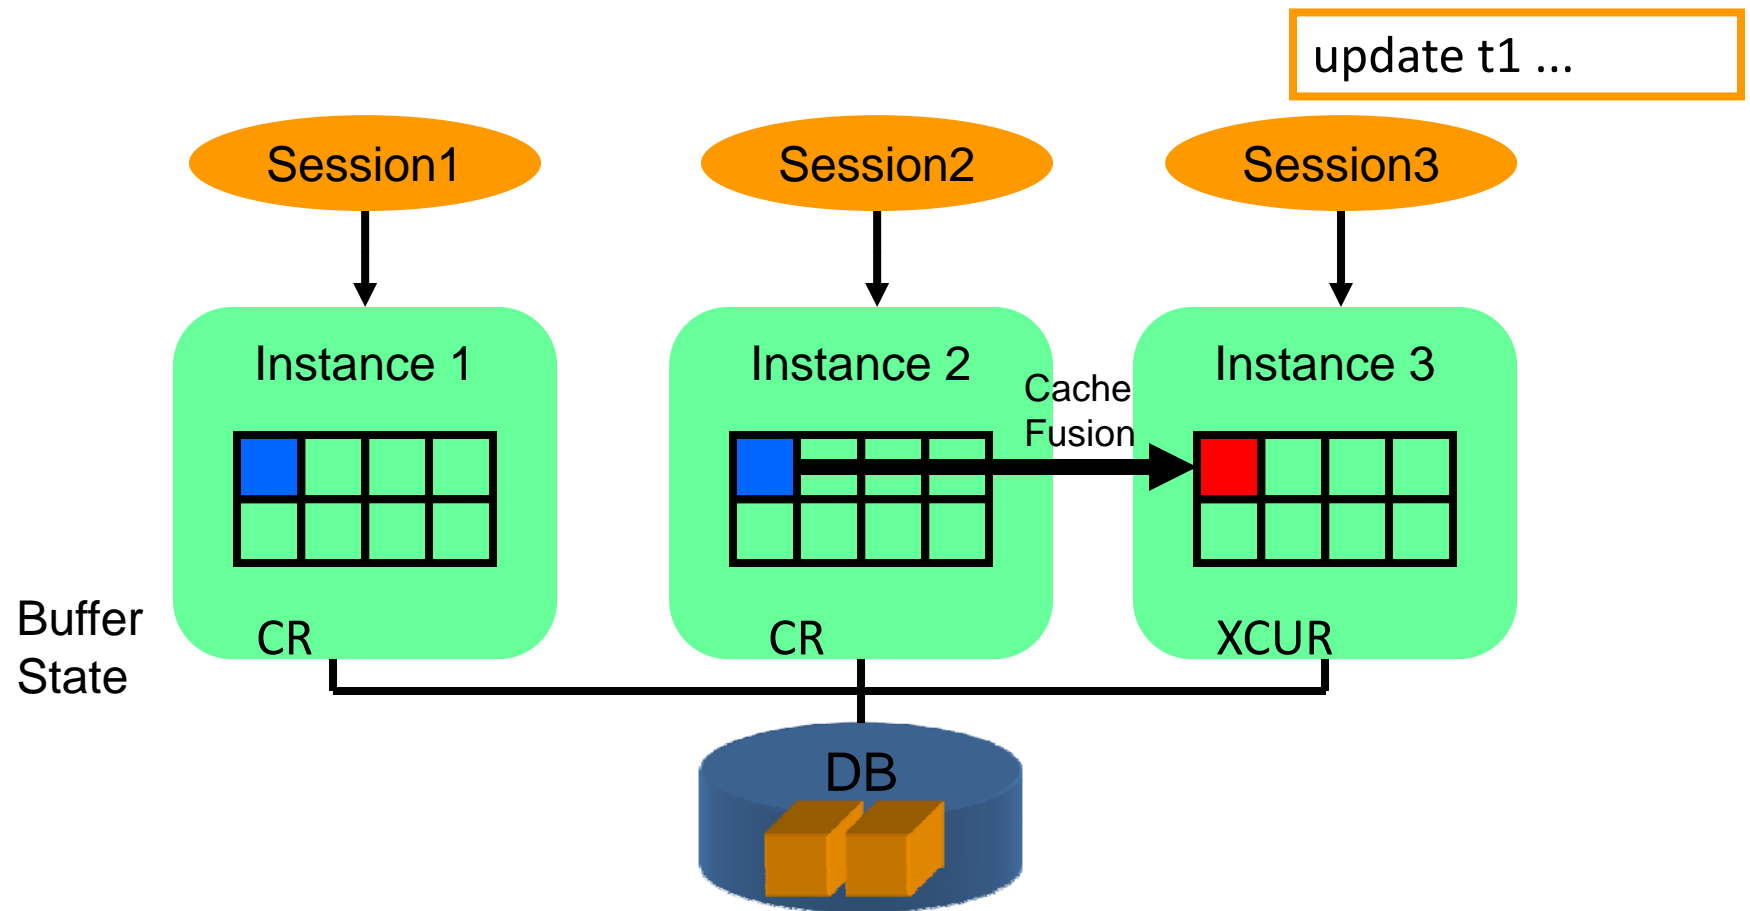 update t1 ...
Session1
Session2
Session3
Instance 1
Instance 2
Instance 3
Cache
Fusion
Buffer
State
CR
CR
XCUR
DB